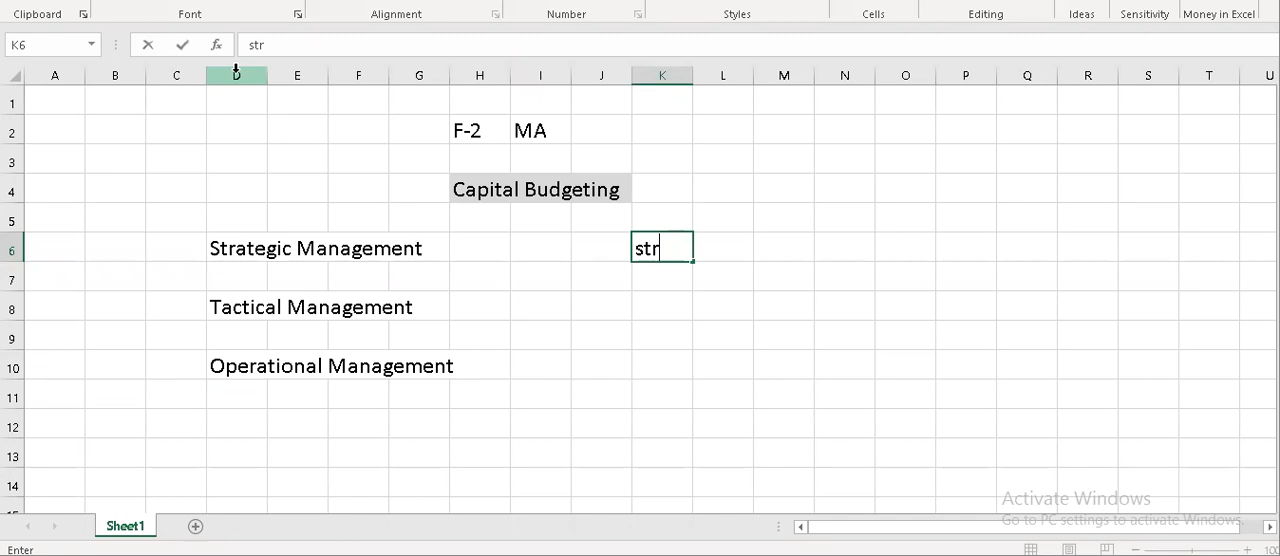 Clipboard Font Alignment Number Styles Cells Editing Ideas Sensitivity Money in Excel
K6 fx str
A B C D E F G H I J K L M N O P Q R S T U
1
2 F-2 MA
3
4 Capital Budgeting
5
6 Strategic Management str
7
8 Tactical Management
9
10 Operational Management
11
12
13
14
Activate Windows
Go to PC settings to activate Windows.
Sheet1
Enter